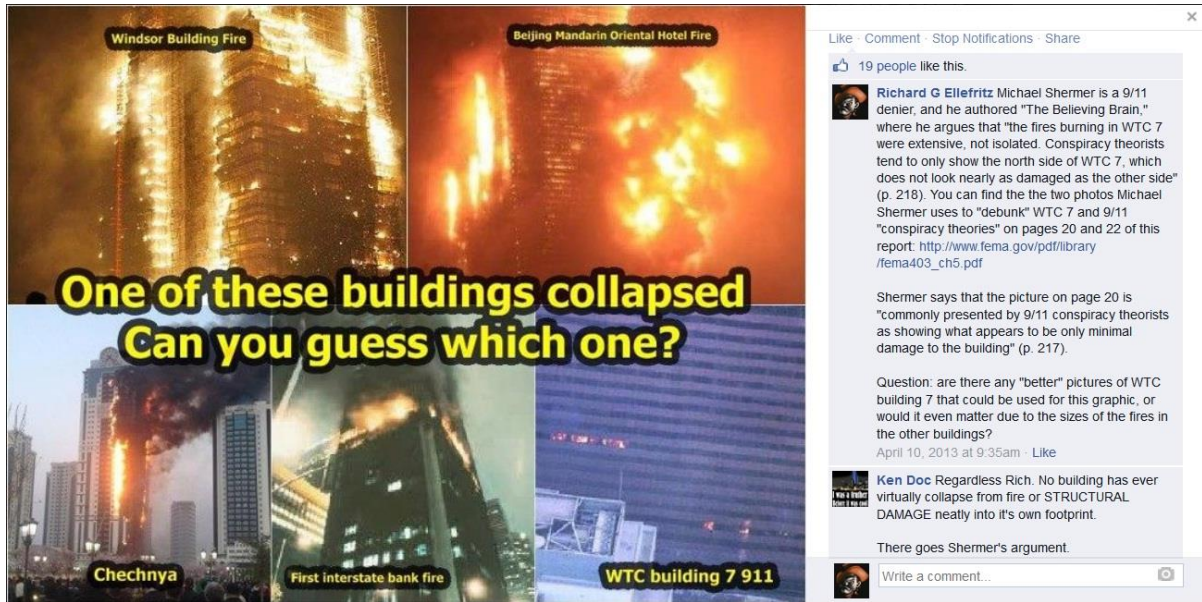 Windsor Building Fire
Beijing Mandarin Oriental Hotel Fire
One of these buildings collapsed
Can you guess which one?
Chechnya
First interstate bank fire
WTC building 7 911
Like · Comment · Stop Notifications · Share
19 people like this.
Richard G Ellefritz Michael Shermer is a 9/11
denier, and he authored "The Believing Brain,"
where he argues that "the fires burning in WTC 7
were extensive, not isolated. Conspiracy theorists
tend to only show the north side of WTC 7, which
does not look nearly as damaged as the other side"
(p. 218). You can find the the two photos Michael
Shermer uses to "debunk" WTC 7 and 9/11
"conspiracy theories" on pages 20 and 22 of this
report: http://www.fema.gov/pdf/library
/fema403_ch5.pdf
Shermer says that the picture on page 20 is
"commonly presented by 9/11 conspiracy theorists
as showing what appears to be only minimal
damage to the building" (p. 217).
Question: are there any "better" pictures of WTC
building 7 that could be used for this graphic, or
would it even matter due to the sizes of the fires in
the other buildings?
April 10, 2013 at 9:35am · Like
Ken Doc Regardless Rich. No building has ever
virtually collapse from fire or STRUCTURAL
DAMAGE neatly into it's own footprint.
There goes Shermer's argument.
Write a comment...